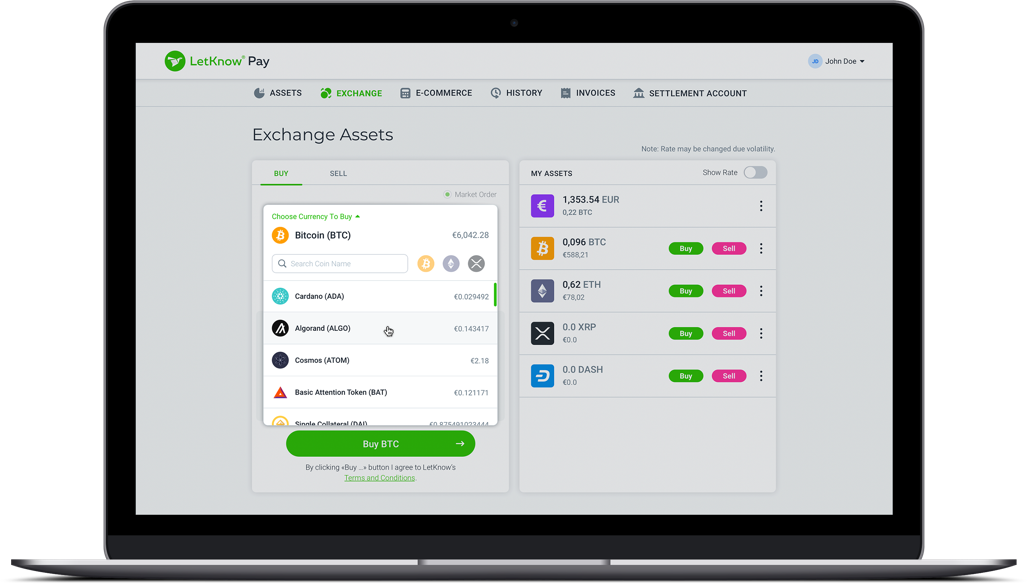 LetKnow® Pay
JD John Doe
ASSETS EXCHANGE E-COMMERCE HISTORY INVOICES SETTLEMENT ACCOUNT
Exchange Assets
Note: Rate may be changed due volatility.
BUY SELL
Market Order
Choose Currency To Buy
Bitcoin (BTC) €6,042.28
Search Coin Name
Cardano (ADA) €0.029492
Algorand (ALGO) €0.143417
Cosmos (ATOM) €2.18
Basic Attention Token (BAT) €0.121171
Single Collateral (DAI) €0.875491023444
Buy BTC
By clicking «Buy ...» button I agree to LetKnow's
Terms and Conditions
MY ASSETS Show Rate
1,353.54 EUR
0,22 BTC
0,096 BTC
€588,21
Buy Sell
0,62 ETH
€78,02
Buy Sell
0.0 XRP
€0.0
Buy Sell
0.0 DASH
€0.0
Buy Sell